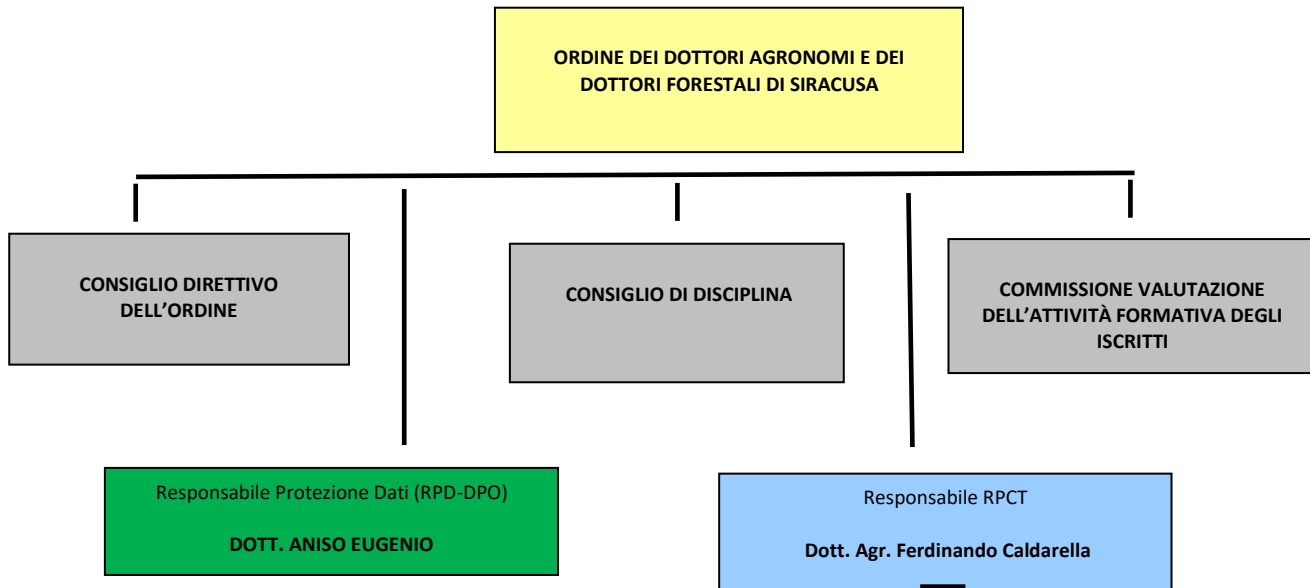 ORDINE DEI DOTTORI AGRONOMI E DEI
DOTTORI FORESTALI DI SIRACUSA
CONSIGLIO DIRETTIVO
DELL’ORDINE
CONSIGLIO DI DISCIPLINA
COMMISSIONE VALUTAZIONE
DELL’ATTIVITÀ FORMATIVA DEGLI
ISCRITTI
Responsabile Protezione Dati (RPD-DPO)
DOTT. ANISO EUGENIO
Responsabile RPCT
Dott. Agr. Ferdinando Caldarella